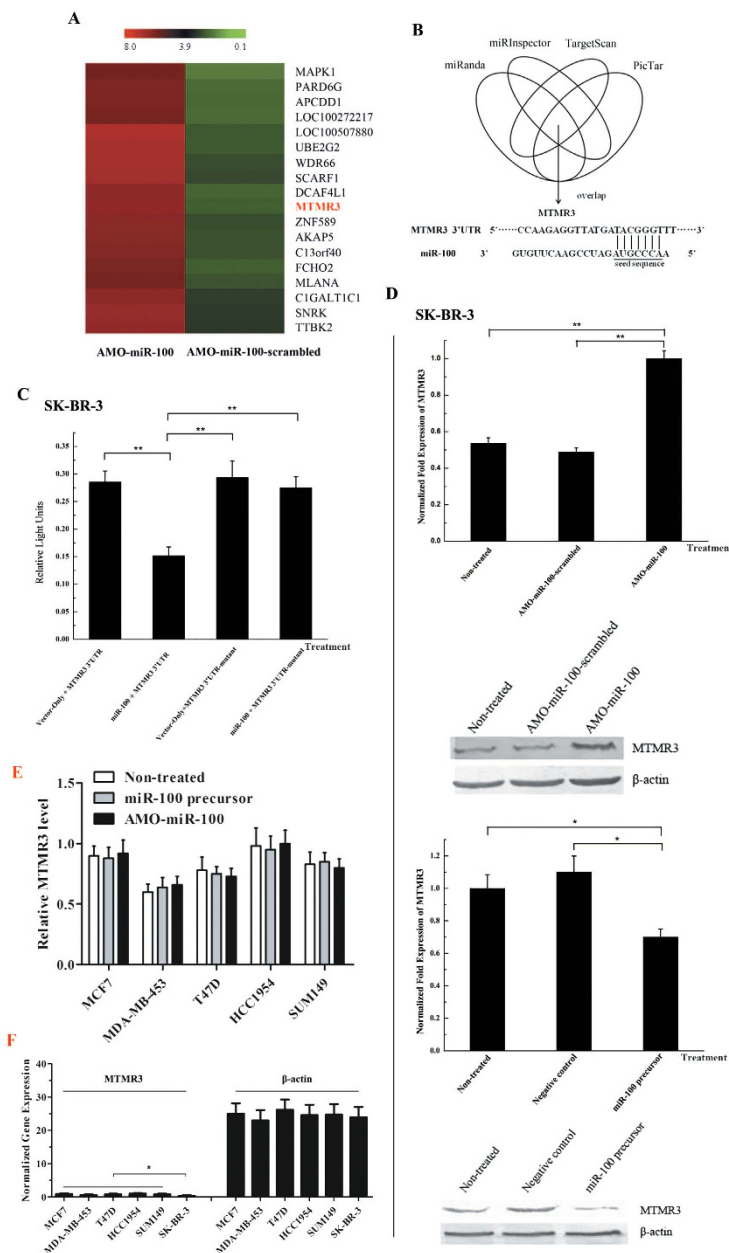 A
8.0 3.9 0.1
MAPK1
PARD6G
APCDD1
LOC100272217
LOC100507880
UBE2G2
WDR66
SCARF1
DCAF4L1
MTMR3
ZNF589
AKAP5
C13orf40
FCHO2
MLANA
C1GALT1C1
SNRK
TTBK2
AMO-miR-100 AMO-miR-100-scrambled
B
miRanda
miRInspector
TargetScan
PicTar
overlap
MTMR3
MTMR3 3'UTR 5' ······CCAAGAGGTTATGATACGGGTTT······3'
miR-100 3' GUGUUCAAGCCUAGAUGCCCAA 5'
seed sequence
C
SK-BR-3
**
**
**
Relative Light Units
0.35
0.30
0.25
0.20
0.15
0.10
0.05
0.00
Treatment
Vector-Only + MTMR3 3'UTR
miR-100 + MTMR3 3'UTR
Vector-Only+MTMR3 3'UTR-mutant
miR-100 + MTMR3 3'UTR-mutant
D
SK-BR-3
**
**
Normalized Fold Expression of MTMR3
1.0
0.8
0.6
0.4
0.2
0.0
Treatment
Non-treated
AMO-miR-100-scrambled
AMO-miR-100
Non-treated
AMO-miR-100-scrambled
AMO-miR-100
MTMR3
β-actin
*
*
Normalized Fold Expression of MTMR3
1.2
1.0
0.8
0.6
0.4
0.2
0.0
Treatment
Non-treated
Negative control
miR-100 precursor
Non-treated
Negative control
miR-100 precursor
MTMR3
β-actin
E
Non-treated
miR-100 precursor
AMO-miR-100
Relative MTMR3 level
1.5
1.0
0.5
0.0
MCF7
MDA-MB-453
T47D
HCC1954
SUM149
F
MTMR3
β-actin
Normalized Gene Expression
40
30
20
10
0
*
MCF7
MDA-MB-453
T47D
HCC1954
SUM149
SK-BR-3
MCF7
MDA-MB-453
T47D
HCC1954
SUM149
SK-BR-3